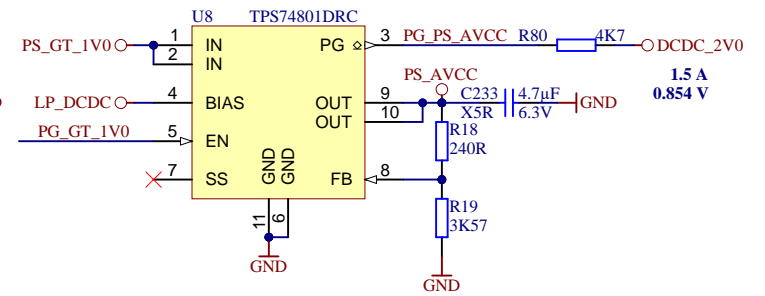 U8 TPS74801DRC
PS_GT_1V0 1 IN PG 3 PG_PS_AVCC R80 4K7 DCDC_2V0
2 IN
1.5 A
PS_AVCC
0.854 V
LP_DCDC 4 BIAS OUT 9 C233 4.7µF GND
OUT 10 X5R 6.3V
PG_GT_1V0 5 EN R18
240R
7 SS GND GND FB 8
R19
3K57
11 6
GND
GND